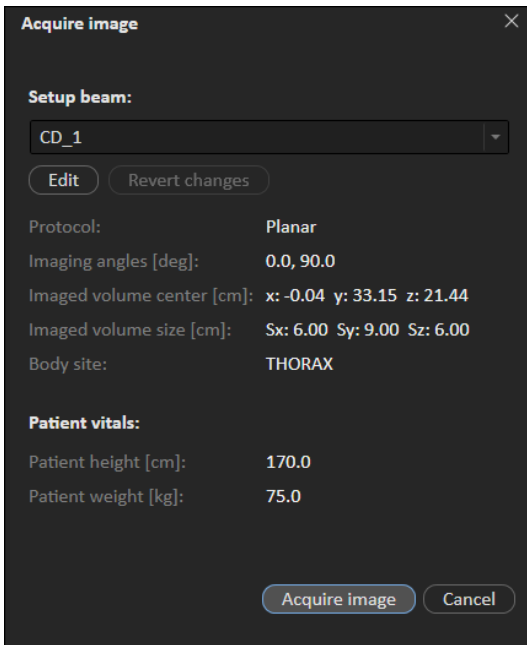 Acquire image
Setup beam:
CD_1
Edit Revert changes
Protocol: Planar
Imaging angles [deg]: 0.0, 90.0
Imaged volume center [cm]: x: -0.04 y: 33.15 z: 21.44
Imaged volume size [cm]: Sx: 6.00 Sy: 9.00 Sz: 6.00
Body site: THORAX
Patient vitals:
Patient height [cm]: 170.0
Patient weight [kg]: 75.0
Acquire image Cancel